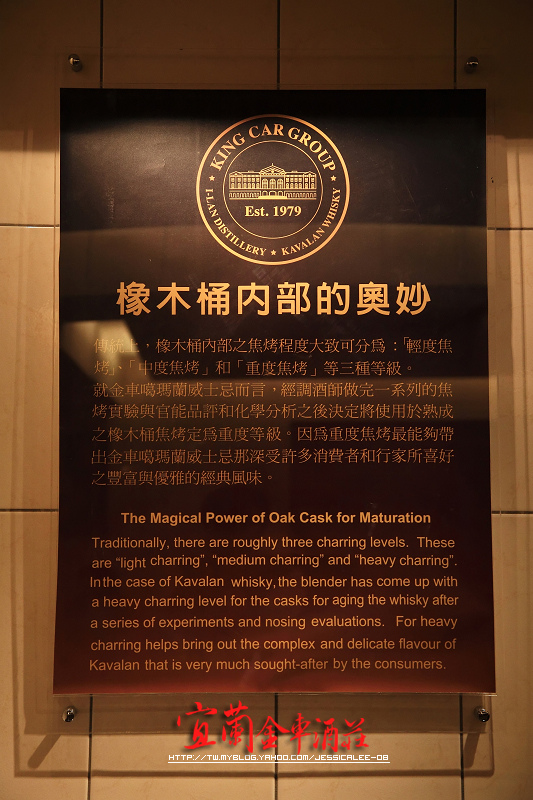 KING CAR GROUP
Est. 1979
I-LAN DISTILLERY ★ KAVALAN WHISKY
橡木桶內部的奧妙
傳統上，橡木桶內部之焦烤程度大致可分為：「輕度焦
烤」、「中度焦烤」和「重度焦烤」等三種等級。
就金車噶瑪蘭威士忌而言，經調酒師做完一系列的焦
烤實驗與官能品評和化學分析之後決定將使用於熟成
之橡木桶焦烤定為重度等級。因為重度焦烤最能夠帶
出金車噶瑪蘭威士忌那深受許多消費者和行家所喜好
之豐富與優雅的經典風味。
The Magical Power of Oak Cask for Maturation
Traditionally, there are roughly three charring levels. These
are “light charring”, “medium charring” and “heavy charring”.
In the case of Kavalan whisky, the blender has come up with
a heavy charring level for the casks for aging the whisky after
a series of experiments and nosing evaluations. For heavy
charring helps bring out the complex and delicate flavour of
Kavalan that is very much sought-after by the consumers.
宜蘭金車酒莊
HTTP://TW.MYBLOG.YAHOO.COM/JESSICALEE-08